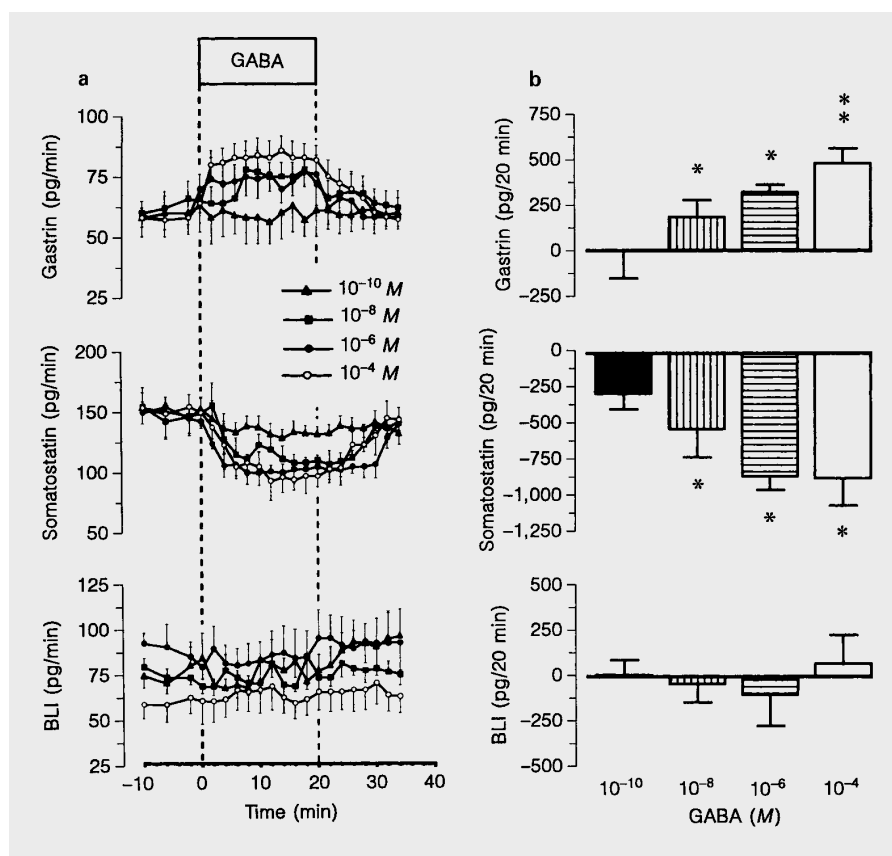 GABA
a
Gastrin (pg/min)
100
75
50
25
10⁻¹⁰ M
10⁻⁸ M
10⁻⁶ M
10⁻⁴ M
Somatostatin (pg/min)
200
150
100
50
BLI (pg/min)
125
100
75
50
25
-10 0 10 20 30 40
Time (min)
b
Gastrin (pg/20 min)
750
500
250
0
-250
*
*
*
*
Somatostatin (pg/20 min)
0
-250
-500
-750
-1,000
-1,250
*
*
*
BLI (pg/20 min)
500
250
0
-250
-500
10⁻¹⁰ 10⁻⁸ 10⁻⁶ 10⁻⁴
GABA (M)